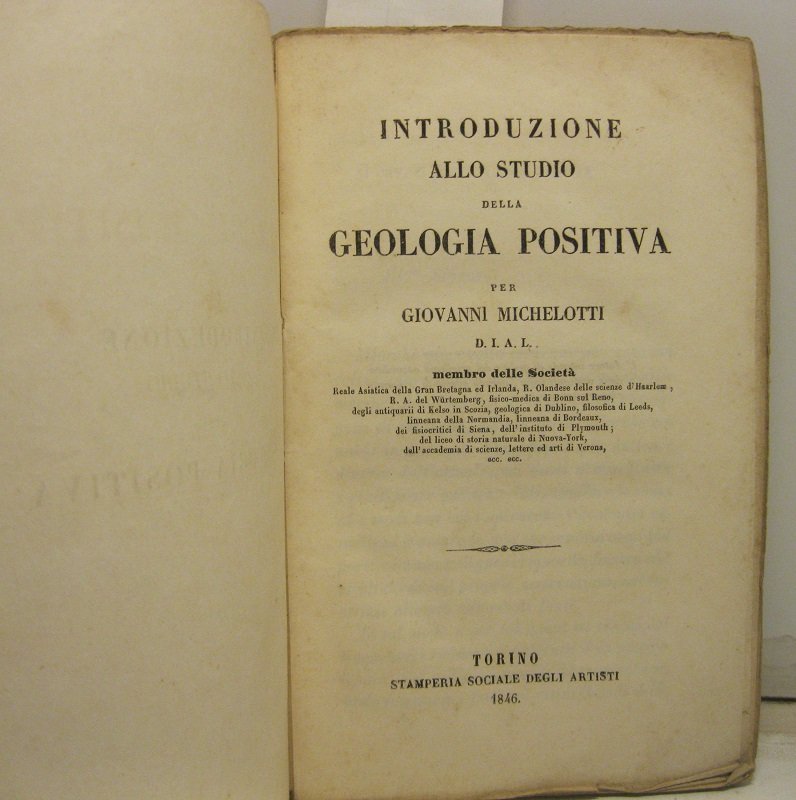 INTRODUZIONE
ALLO STUDIO
DELLA
GEOLOGIA POSITIVA
PER
GIOVANNI MICHELOTTI
D. I. A. L.
membro delle Società
Reale Asiatica della Gran Bretagna ed Irlanda, R. Olandese delle scienze d'Haarlem,
R. A. del Würtemberg, fisico-medica di Bonn sul Reno,
degli antiquarii di Kelso in Scozia, geologica di Dublino, filosofica di Leeds,
linneana della Normandia, linneana di Bordeaux,
dei fisiocritici di Siena, dell'instituto di Plymouth;
del liceo di storia naturale di Nuova-York,
dell'accademia di scienze, lettere ed arti di Verona,
ecc. ecc.
TORINO
STAMPERIA SOCIALE DEGLI ARTISTI
1846.